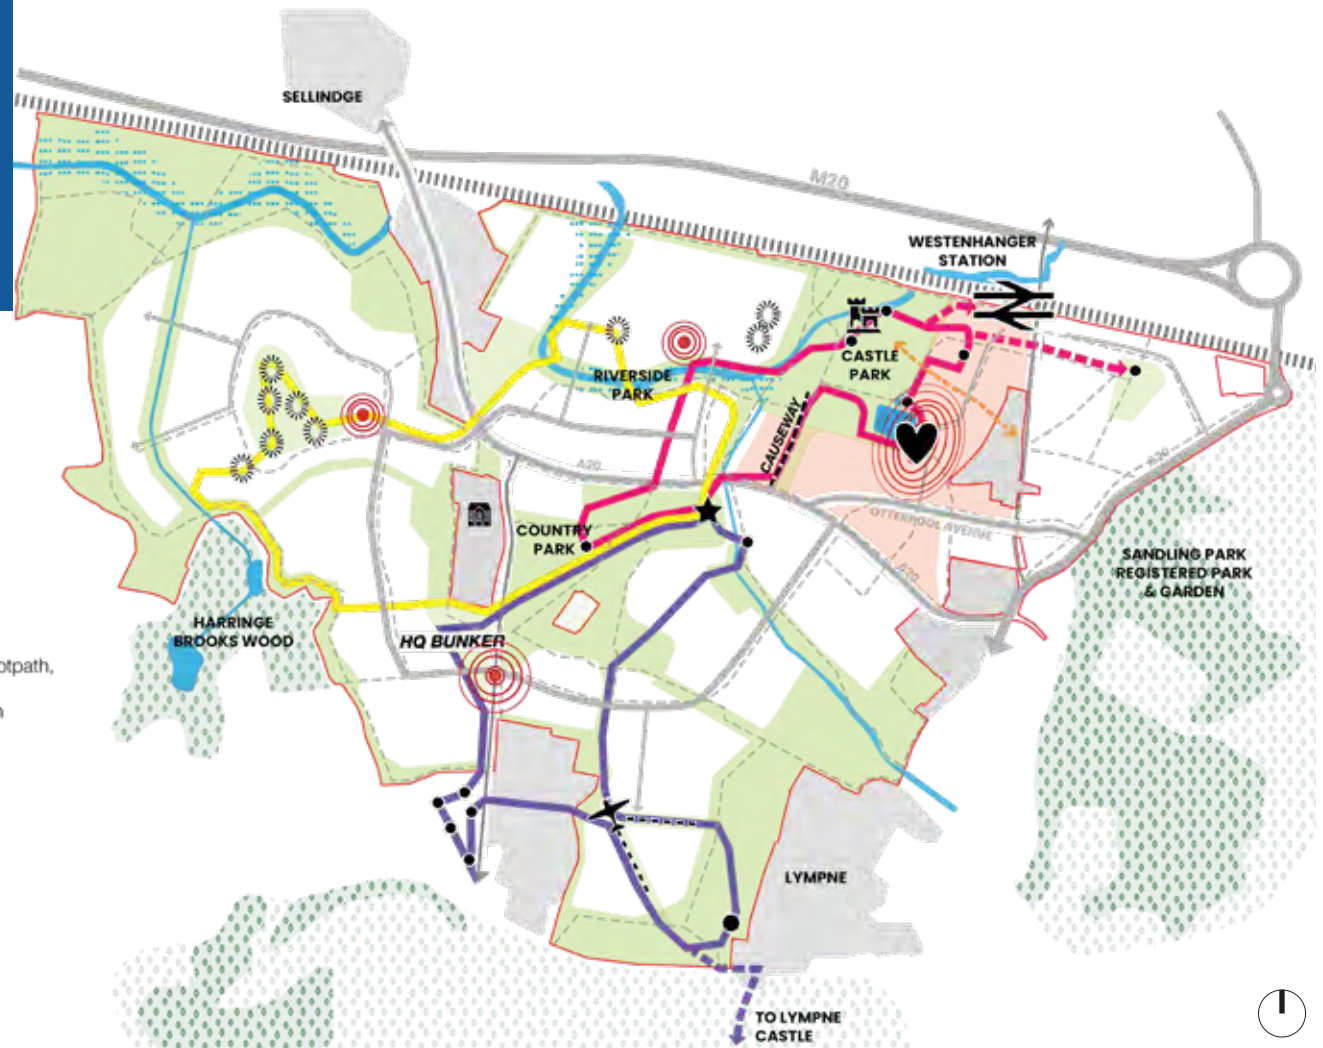 SELLINDGE
M20
WESTENHANGER
STATION
CASTLE
PARK
RIVERSIDE
PARK
CAUSEWAY
A20
A20
OTTERPOOL AVENUE
COUNTRY
PARK
A20
SANDLING PARK
REGISTERED PARK
& GARDEN
HARRINGE
BROOKS WOOD
HQ BUNKER
otpath,
n
LYMPNE
TO LYMPNE
CASTLE